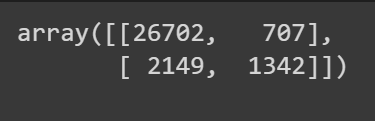 array([[26702,   707],
       [ 2149,  1342]])